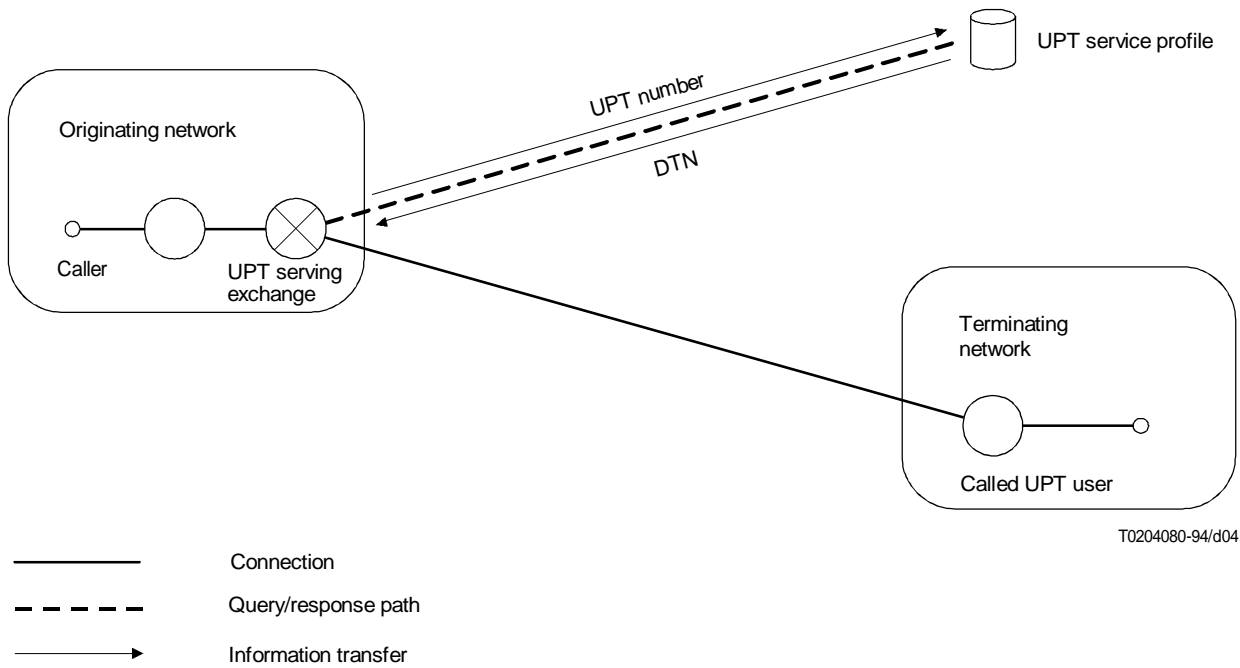 UPT service profile
UPT number
DTN
Originating network
Caller
UPT serving
exchange
Terminating
network
Called UPT user
T0204080-94/d04
Connection
Query/response path
Information transfer